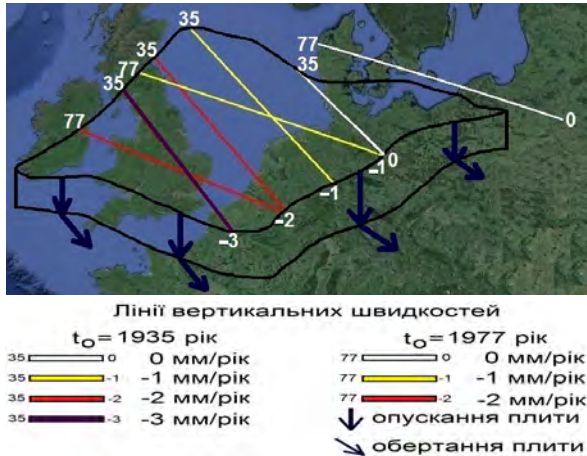 35
77
35
35
77
35
77
0
0
-1
-1
-2
-3
Лінії вертикальних швидкостей
tо= 1935 рік
tо= 1977 рік
35 0 0 мм/рік
77 0 0 мм/рік
35 -1 -1 мм/рік
77 -1 -1 мм/рік
35 -2 -2 мм/рік
77 -2 -2 мм/рік
35 -3 -3 мм/рік
опускання плити
обертання плити